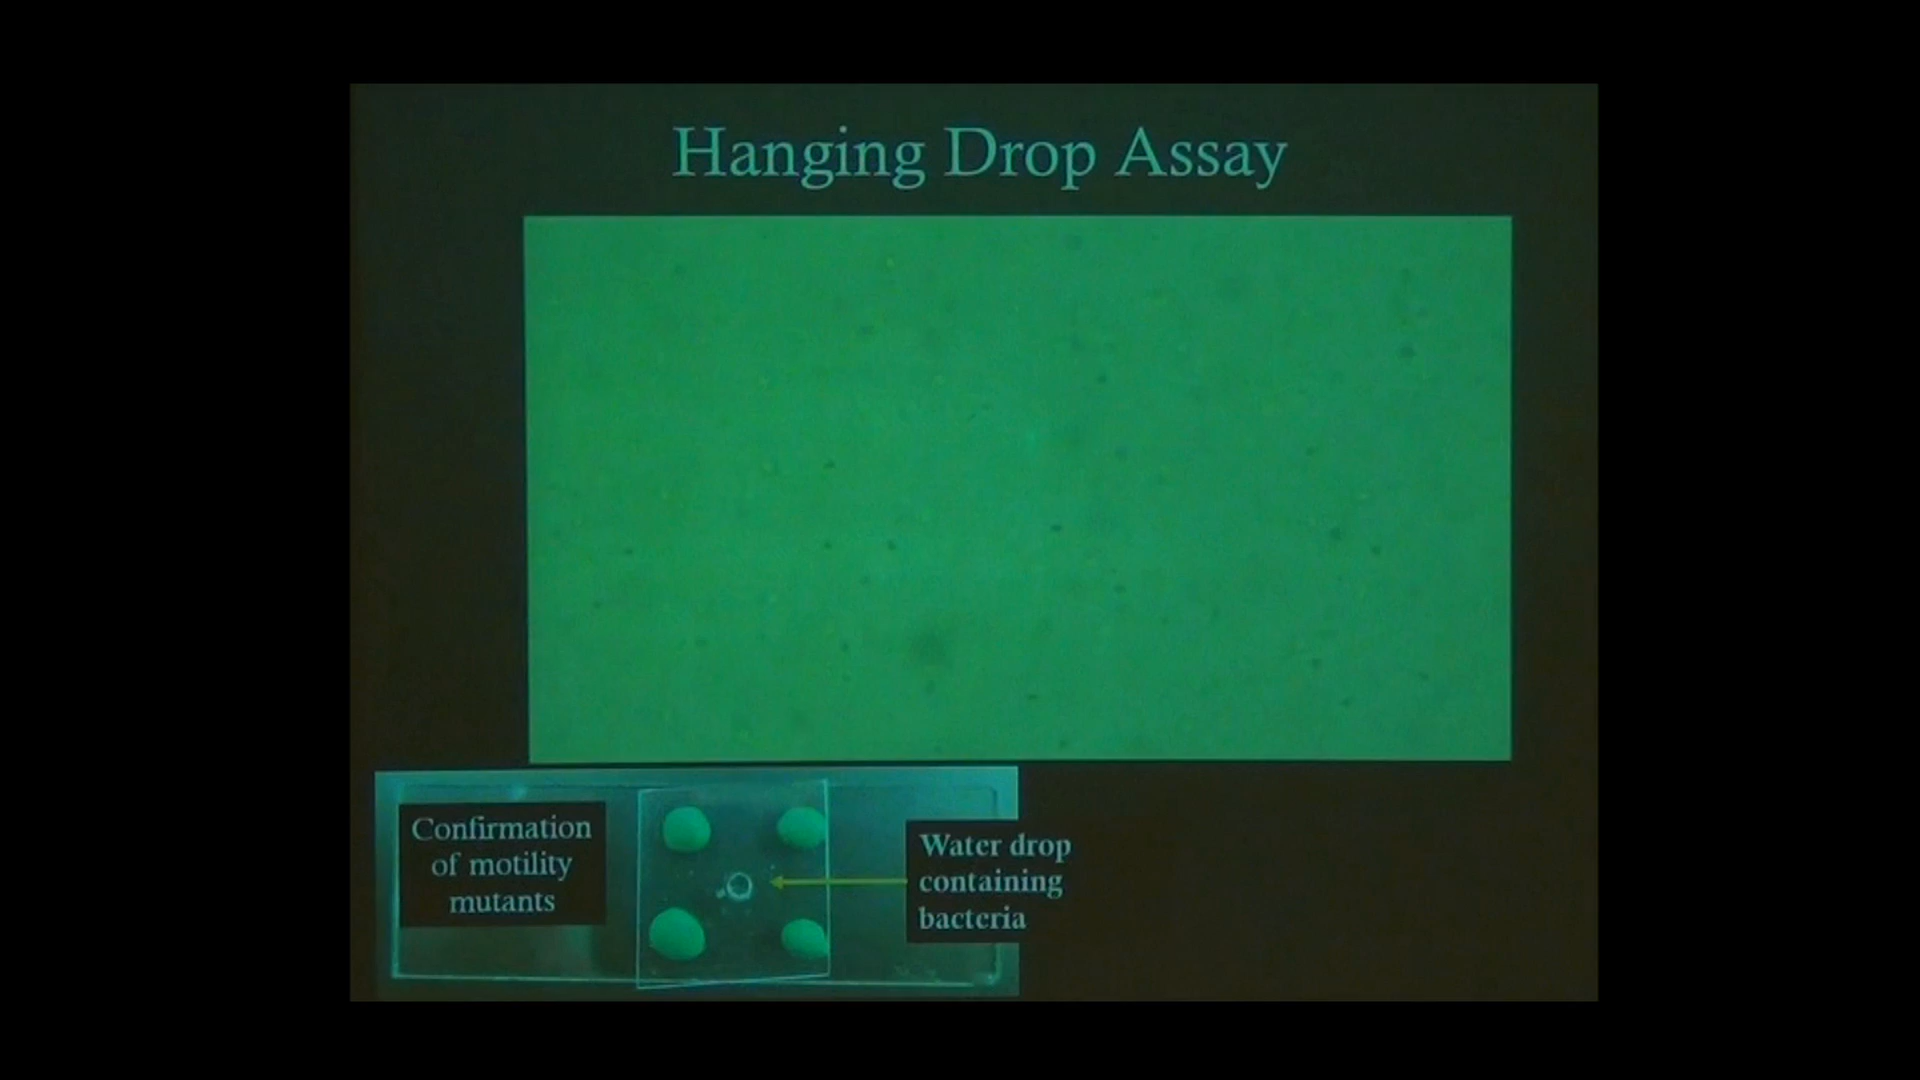 Hanging Drop Assay
Confirmation
of motility
mutants
Water drop
containing
bacteria